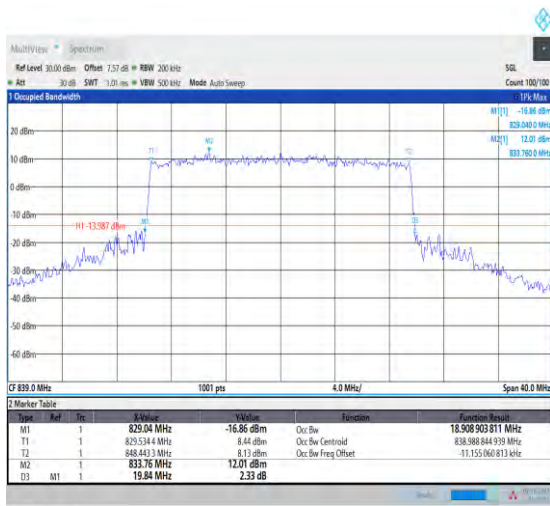 MultiView Spectrum
Ref Level 30.00 dBm Offset 7.57 dB RBW 200 kHz SGL
Att 30 dB SWT 1.01 ms VBW 500 kHz Mode Auto Sweep Count 100/100
1 Occupied Bandwidth 1Pk Max
M1[1] -16.86 dBm
829.040 0 MHz
M2[1] 12.01 dBm
833.760 0 MHz
20 dBm
T1 M2 T2
10 dBm
0 dBm
-10 dBm
H1 -13.987 dBm M1 D3
-20 dBm
-30 dBm
-40 dBm
-50 dBm
-60 dBm
CF 839.0 MHz 1001 pts 4.0 MHz/ Span 40.0 MHz
2 Marker Table
Type Ref Trc X-Value Y-Value Function Function Result
M1 1 829.04 MHz -16.86 dBm Occ Bw 18.908 903 811 MHz
T1 1 829.534 4 MHz 8.44 dBm Occ Bw Centroid 838.988 844 939 MHz
T2 1 848.443 3 MHz 8.13 dBm Occ Bw Freq Offset -11.155 060 813 kHz
M2 1 833.76 MHz 12.01 dBm
D3 M1 1 19.84 MHz 2.33 dB